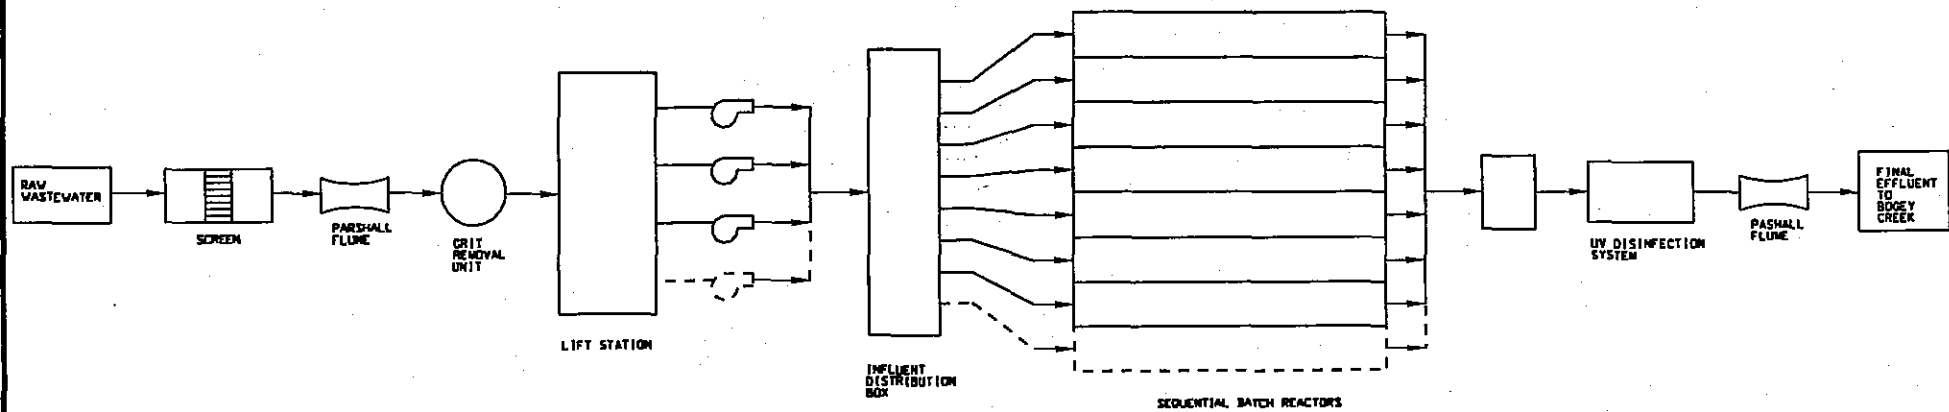 RAW
WASTEWATER
SCREEN
PARSHALL
FLUME
GRIT
REMOVAL
UNIT
LIFT STATION
INFLUENT
DISTRIBUTION
BOX
SEQUENTIAL BATCH REACTORS
UV DISINFECTION
SYSTEM
PASHALL
FLUME
FINAL
EFFLUENT
TO
BOGEY
CREEK